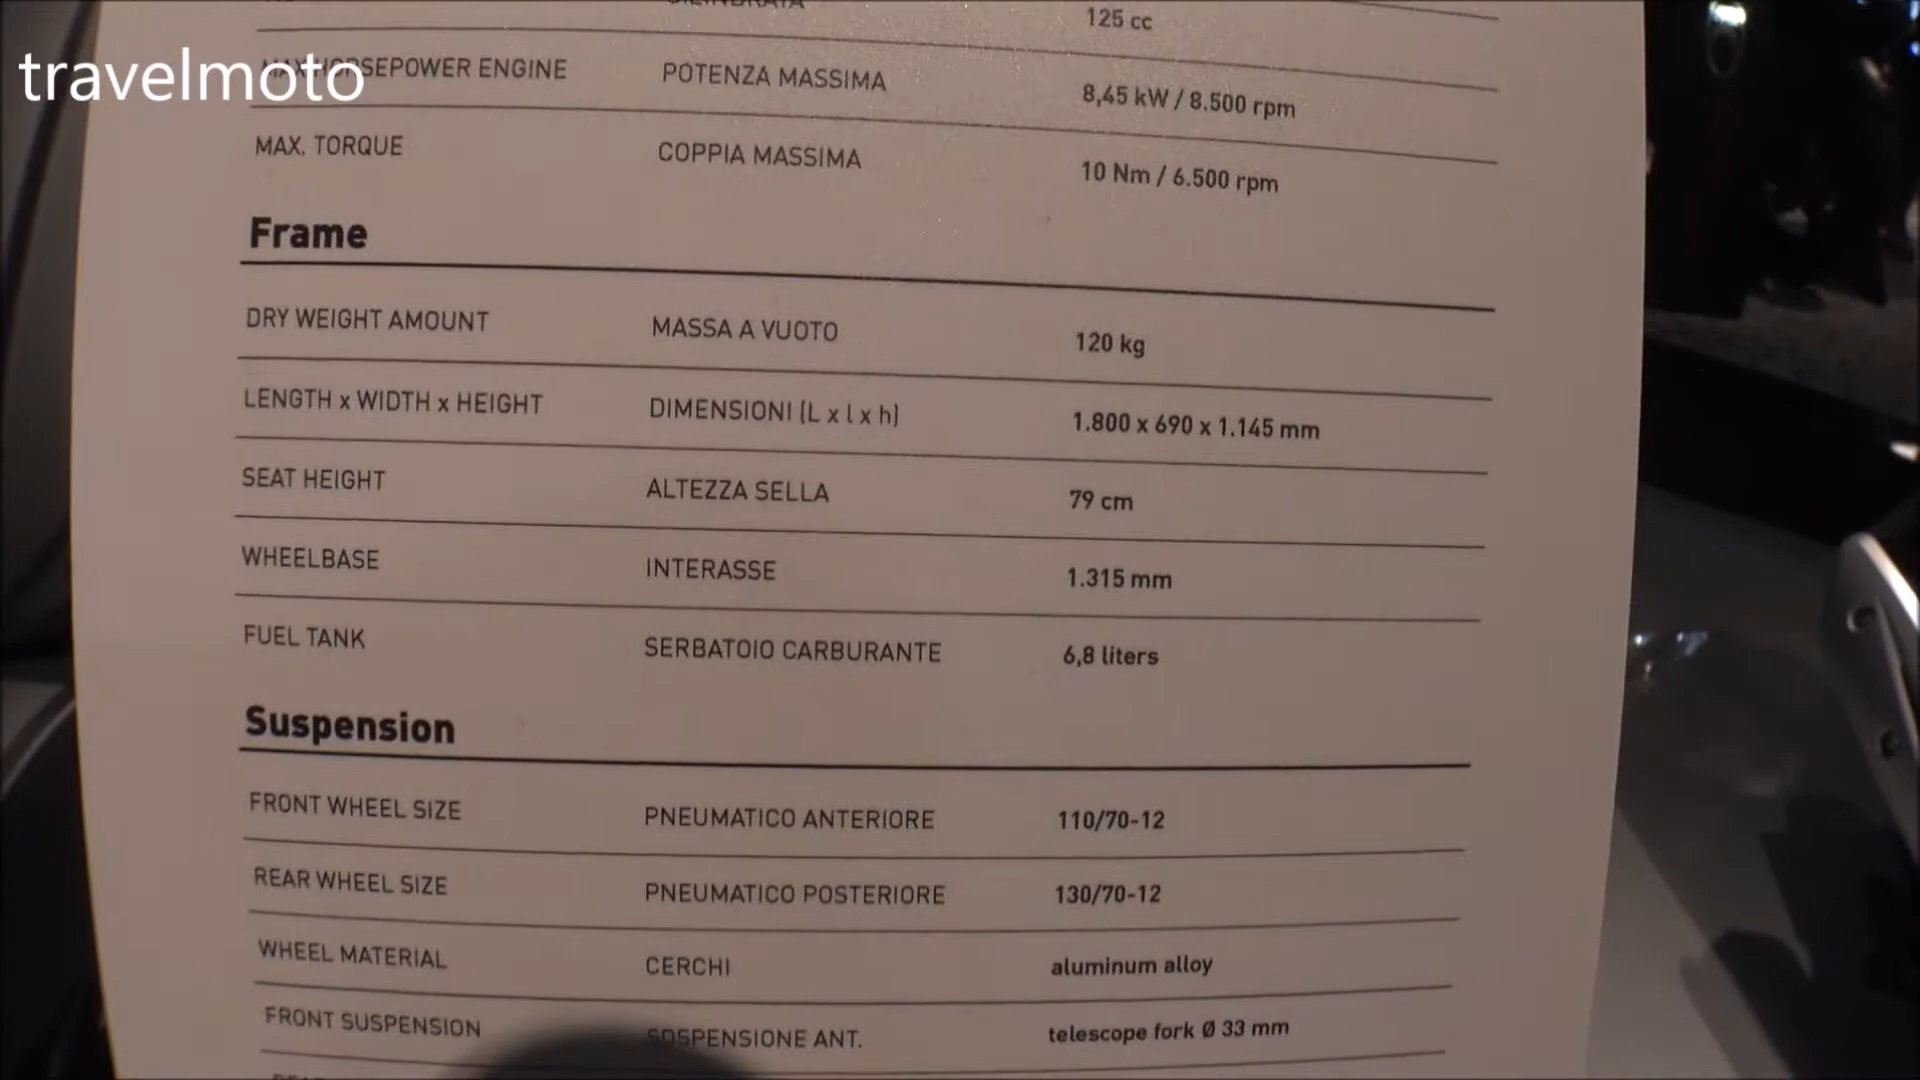 CILINDRATA 125 cc
travelmoto
MAX HORSEPOWER ENGINE POTENZA MASSIMA 8,45 kW / 8.500 rpm
MAX. TORQUE COPPIA MASSIMA 10 Nm / 6.500 rpm
Frame
DRY WEIGHT AMOUNT MASSA A VUOTO 120 kg
LENGTH x WIDTH x HEIGHT DIMENSIONI (L x l x h) 1.800 x 690 x 1.145 mm
SEAT HEIGHT ALTEZZA SELLA 79 cm
WHEELBASE INTERASSE 1.315 mm
FUEL TANK SERBATOIO CARBURANTE 6,8 liters
Suspension
FRONT WHEEL SIZE PNEUMATICO ANTERIORE 110/70-12
REAR WHEEL SIZE PNEUMATICO POSTERIORE 130/70-12
WHEEL MATERIAL CERCHI aluminum alloy
FRONT SUSPENSION SOSPENSIONE ANT. telescope fork Ø 33 mm